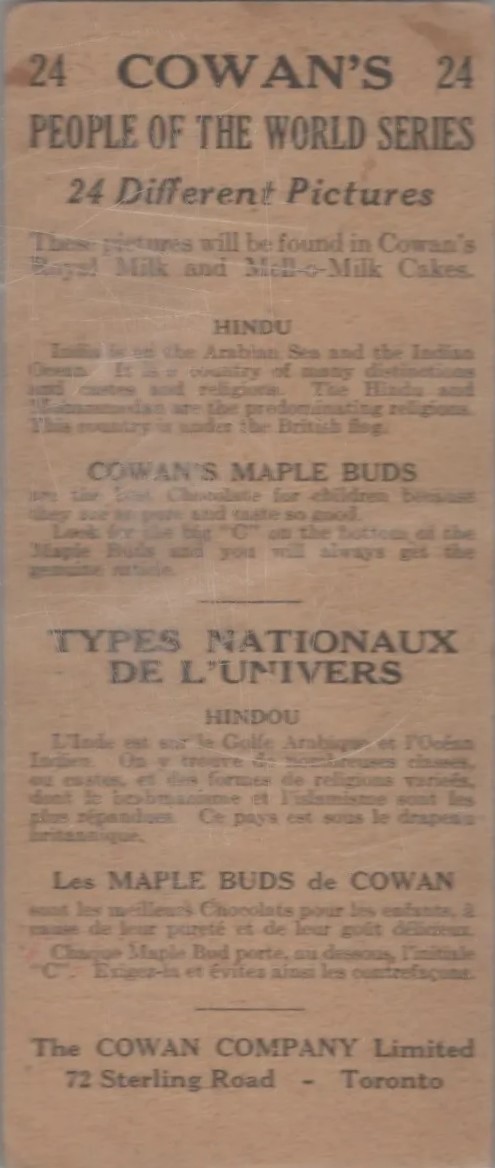 24 COWAN'S 24
PEOPLE OF THE WORLD SERIES
24 Different Pictures
These pictures will be found in Cowan's
Royal Milk and Mell-o-Milk Cakes.
HINDU
India is on the Arabian Sea and the Indian
Ocean. It is a country of many distinctions
and castes and religions. The Hindu and
Mohammedan are the predominating religions.
This country is under the British flag.
COWAN'S MAPLE BUDS
are the best Chocolate for children because
they are so pure and taste so good.
Look for the big "C" on the bottom of the
Maple Buds and you will always get the
genuine article.
TYPES NATIONAUX
DE L'UNIVERS
HINDOU
L'Inde est sur le Golfe Arabique et l'Océan
Indien. On y trouve de nombreuses classes,
ou castes, et des formes de religions variées,
dont le brahmanisme et l'islamisme sont les
plus répandues. Ce pays est sous le drapeau
britannique.
Les MAPLE BUDS de COWAN
sont les meilleurs Chocolats pour les enfants, à
cause de leur pureté et de leur goût délicieux.
Chaque Maple Bud porte, au dessous, l'initiale
"C". Exigez-la et évitez ainsi les contrefaçons.
The COWAN COMPANY Limited
72 Sterling Road - Toronto